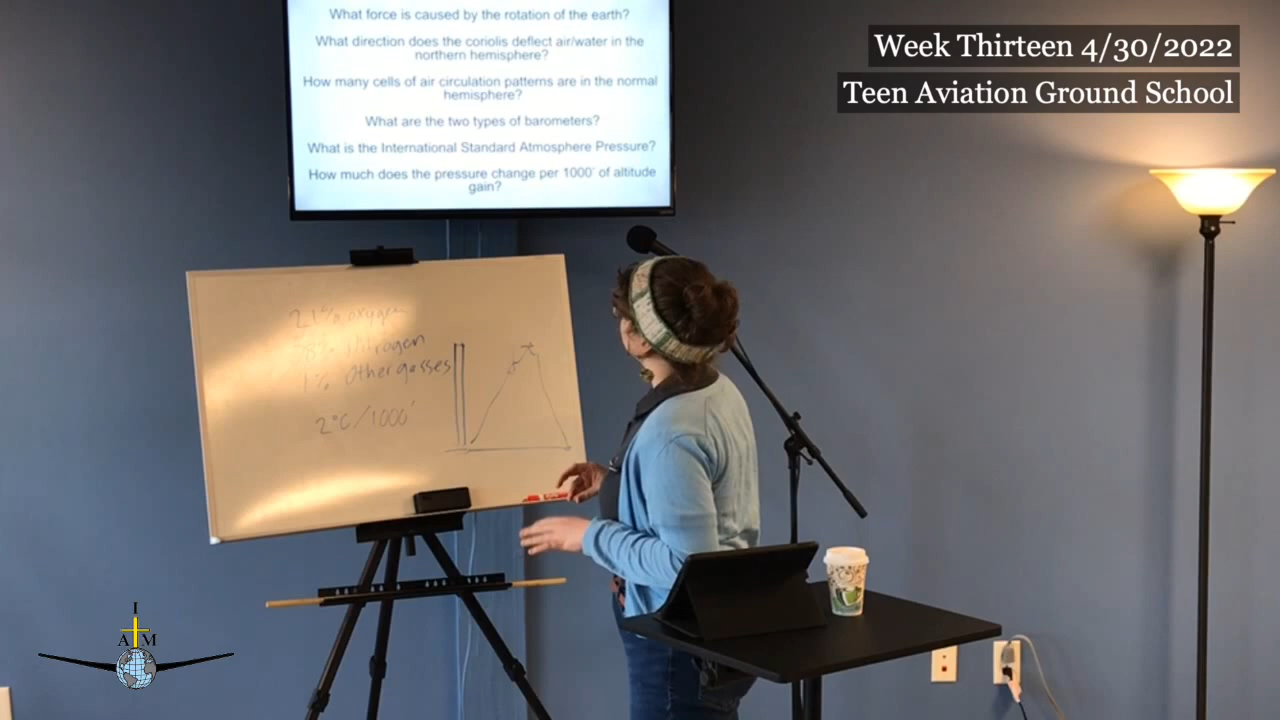 What force is caused by the rotation of the earth?
What direction does the coriolis deflect air/water in the
northern hemisphere?
How many cells of air circulation patterns are in the normal
hemisphere?
What are the two types of barometers?
What is the International Standard Atmosphere Pressure?
How much does the pressure change per 1000' of altitude
gain?
Week Thirteen 4/30/2022
Teen Aviation Ground School
21% oxygen
78% Nitrogen
1% Other gasses
2°C/1000'
I
A M